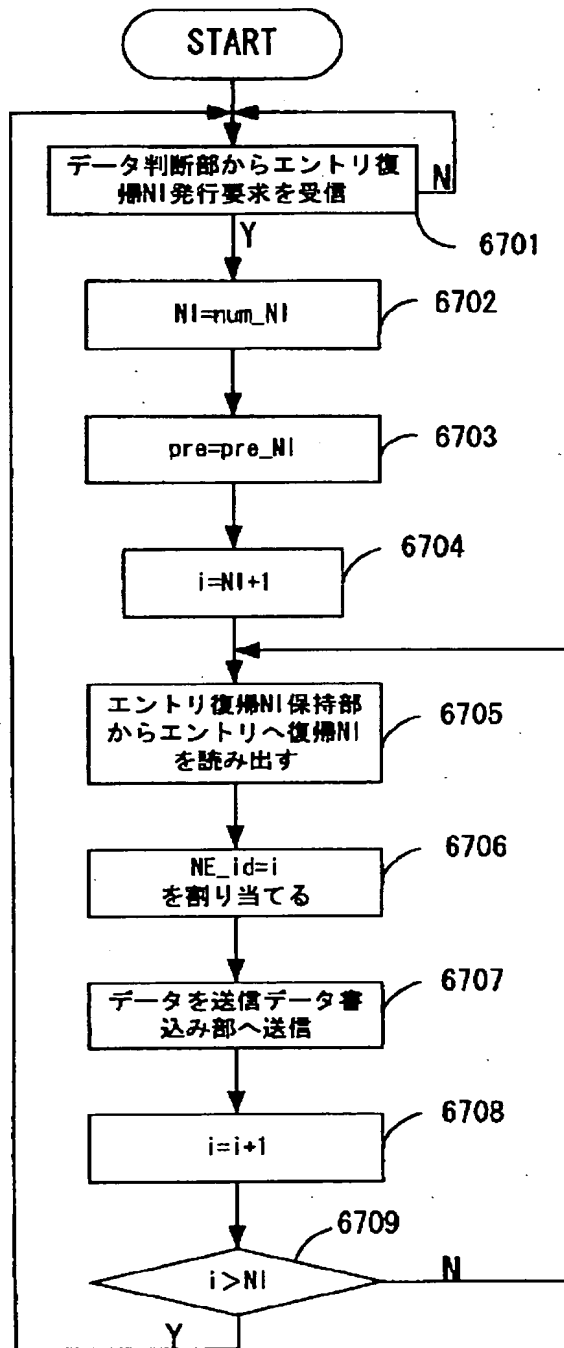 START
データ判断部からエントリ復
帰NI発行要求を受信
N
Y
6701
NI=num_NI
6702
pre=pre_NI
6703
i=NI+1
6704
エントリ復帰NI保持部
からエントリへ復帰NI
を読み出す
6705
NE_id=i
を割り当てる
6706
データを送信データ書
込み部へ送信
6707
i=i+1
6708
6709
i>NI
N
Y